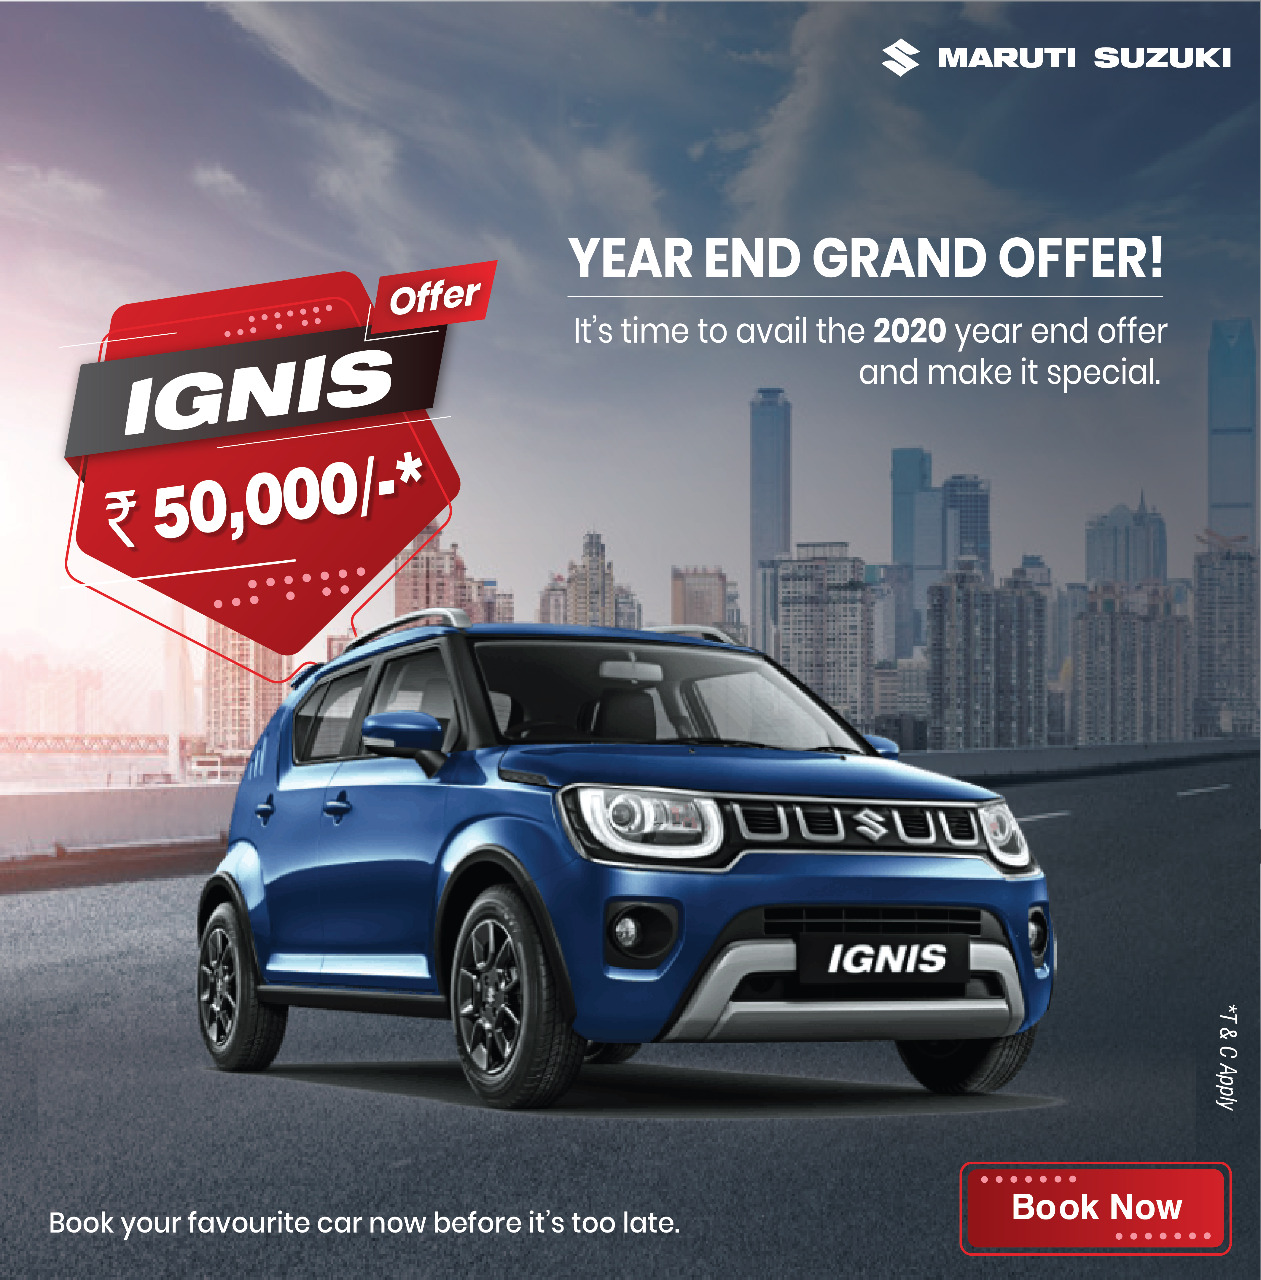 MARUTI SUZUKI
YEAR END GRAND OFFER!
It's time to avail the 2020 year end offer
and make it special.
Offer
IGNIS
₹ 50,000/-*
IGNIS
*T & C Apply
Book your favourite car now before it's too late.
Book Now